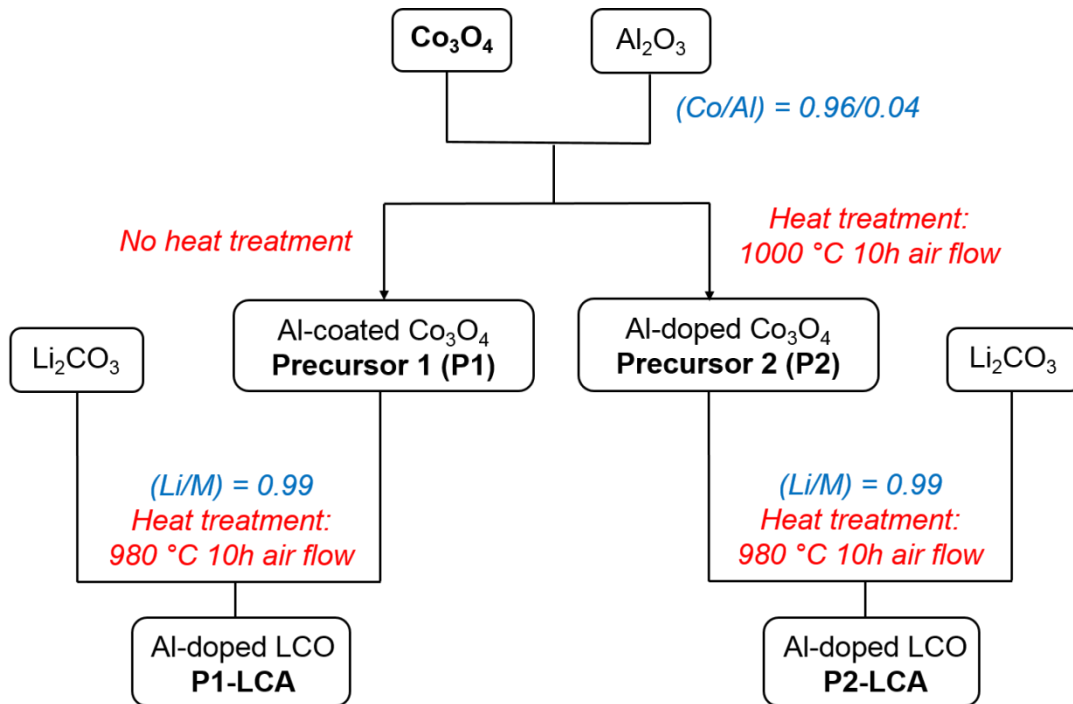 Co₃O₄
Al₂O₃
(Co/Al) = 0.96/0.04
No heat treatment
Heat treatment:
1000 °C 10h air flow
Li₂CO₃
Al-coated Co₃O₄
Precursor 1 (P1)
Al-doped Co₃O₄
Precursor 2 (P2)
Li₂CO₃
(Li/M) = 0.99
Heat treatment:
980 °C 10h air flow
(Li/M) = 0.99
Heat treatment:
980 °C 10h air flow
Al-doped LCO
P1-LCA
Al-doped LCO
P2-LCA